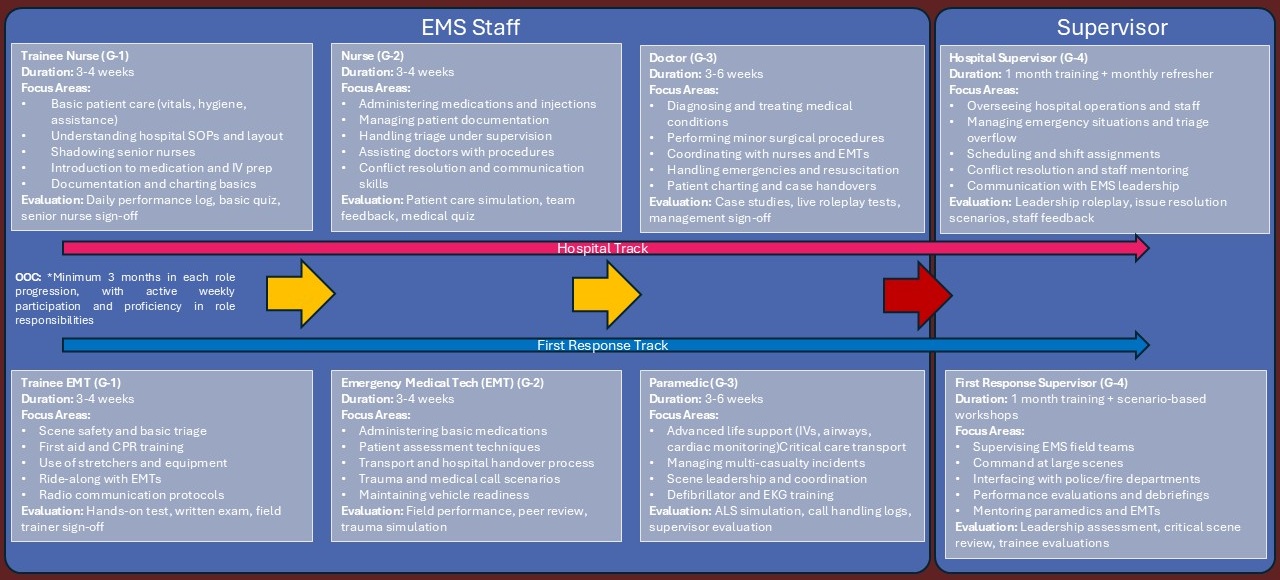 EMS Staff
Supervisor
Trainee Nurse (G-1)
Duration: 3-4 weeks
Focus Areas:
• Basic patient care (vitals, hygiene,
assistance)
• Understanding hospital SOPs and layout
• Shadowing senior nurses
• Introduction to medication and IV prep
• Documentation and charting basics
Evaluation: Daily performance log, basic quiz,
senior nurse sign-off
Nurse (G-2)
Duration: 3-4 weeks
Focus Areas:
• Administering medications and injections
• Managing patient documentation
• Handling triage under supervision
• Assisting doctors with procedures
• Conflict resolution and communication
skills
Evaluation: Patient care simulation, team
feedback, medical quiz
Doctor (G-3)
Duration: 3-6 weeks
Focus Areas:
• Diagnosing and treating medical
conditions
• Performing minor surgical procedures
• Coordinating with nurses and EMTs
• Handling emergencies and resuscitation
• Patient charting and case handovers
Evaluation: Case studies, live roleplay tests,
management sign-off
Hospital Supervisor (G-4)
Duration: 1 month training + monthly refresher
Focus Areas:
• Overseeing hospital operations and staff
• Managing emergency situations and triage
overflow
• Scheduling and shift assignments
• Conflict resolution and staff mentoring
• Communication with EMS leadership
Evaluation: Leadership roleplay, issue resolution
scenarios, staff feedback
Hospital Track
OOC: *Minimum 3 months in each role
progression, with active weekly
participation and proficiency in role
responsibilities
First Response Track
Trainee EMT (G-1)
Duration: 3-4 weeks
Focus Areas:
• Scene safety and basic triage
• First aid and CPR training
• Use of stretchers and equipment
• Ride-along with EMTs
• Radio communication protocols
Evaluation: Hands-on test, written exam, field
trainer sign-off
Emergency Medical Tech (EMT) (G-2)
Duration: 3-4 weeks
Focus Areas:
• Administering basic medications
• Patient assessment techniques
• Transport and hospital handover process
• Trauma and medical call scenarios
• Maintaining vehicle readiness
Evaluation: Field performance, peer review,
trauma simulation
Paramedic (G-3)
Duration: 3-6 weeks
Focus Areas:
• Advanced life support (IVs, airways,
cardiac monitoring)Critical care transport
• Managing multi-casualty incidents
• Scene leadership and coordination
• Defibrillator and EKG training
Evaluation: ALS simulation, call handling logs,
supervisor evaluation
First Response Supervisor (G-4)
Duration: 1 month training + scenario-based
workshops
Focus Areas:
• Supervising EMS field teams
• Command at large scenes
• Interfacing with police/fire departments
• Performance evaluations and debriefings
• Mentoring paramedics and EMTs
Evaluation: Leadership assessment, critical scene
review, trainee evaluations